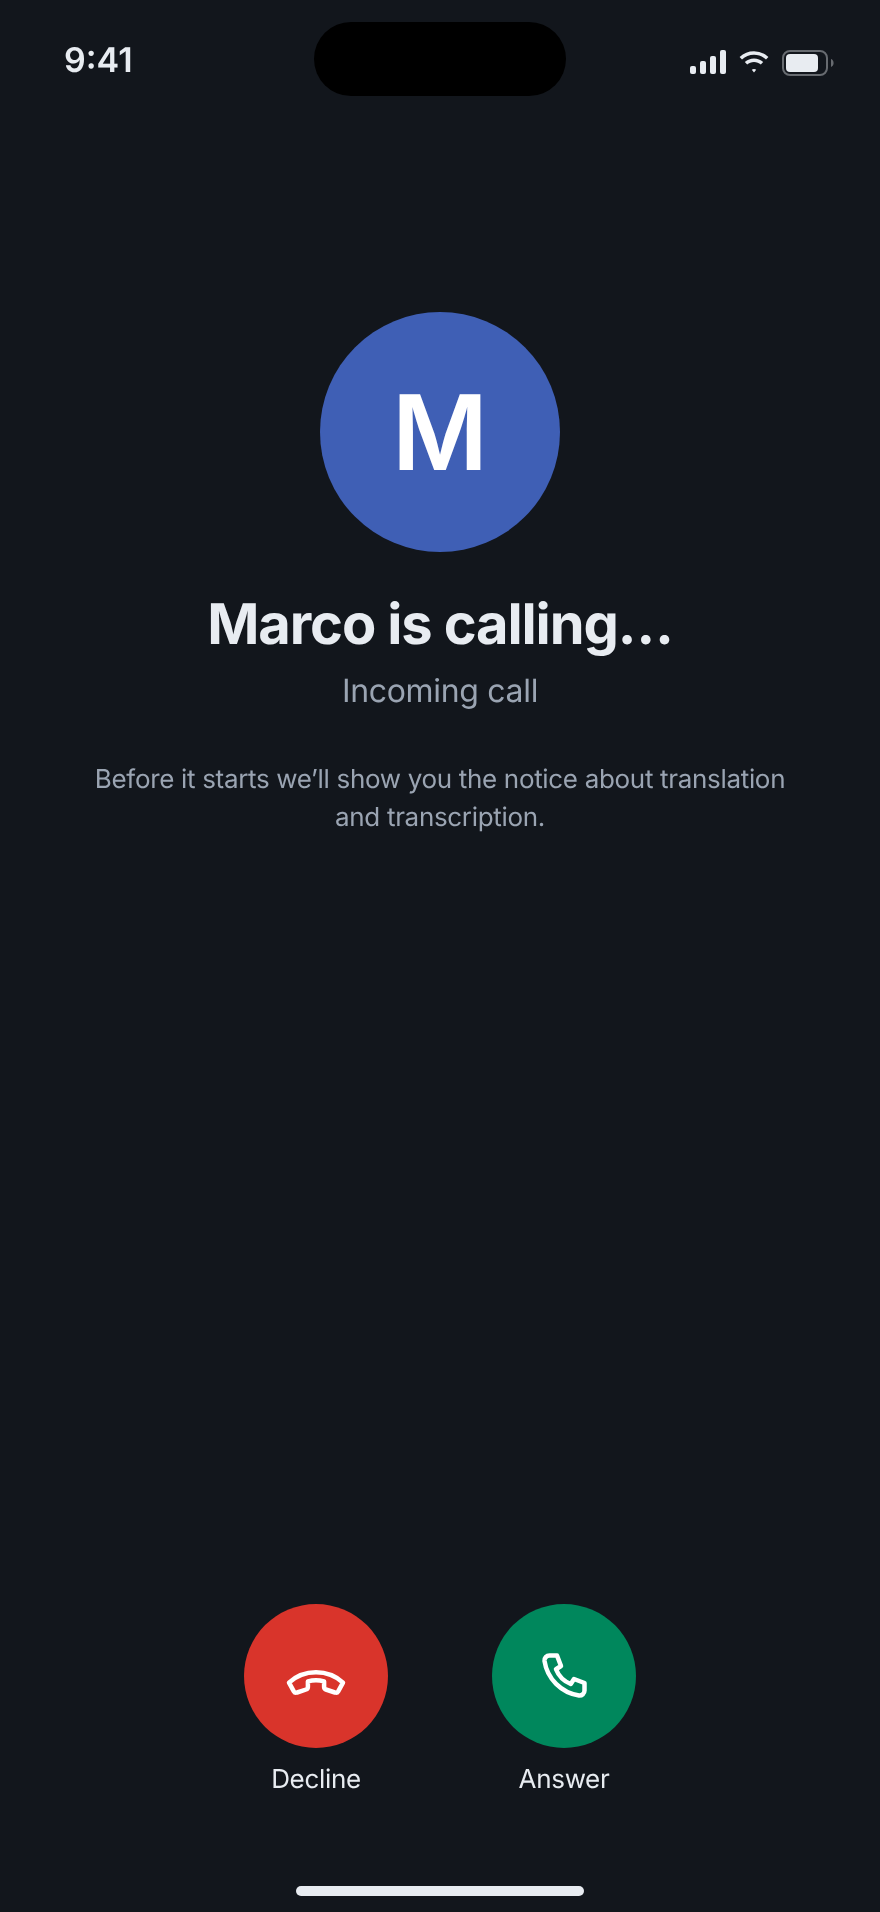 9:41
M
Marco is calling…
Incoming call
Before it starts we’ll show you the notice about translation
and transcription.
Decline
Answer